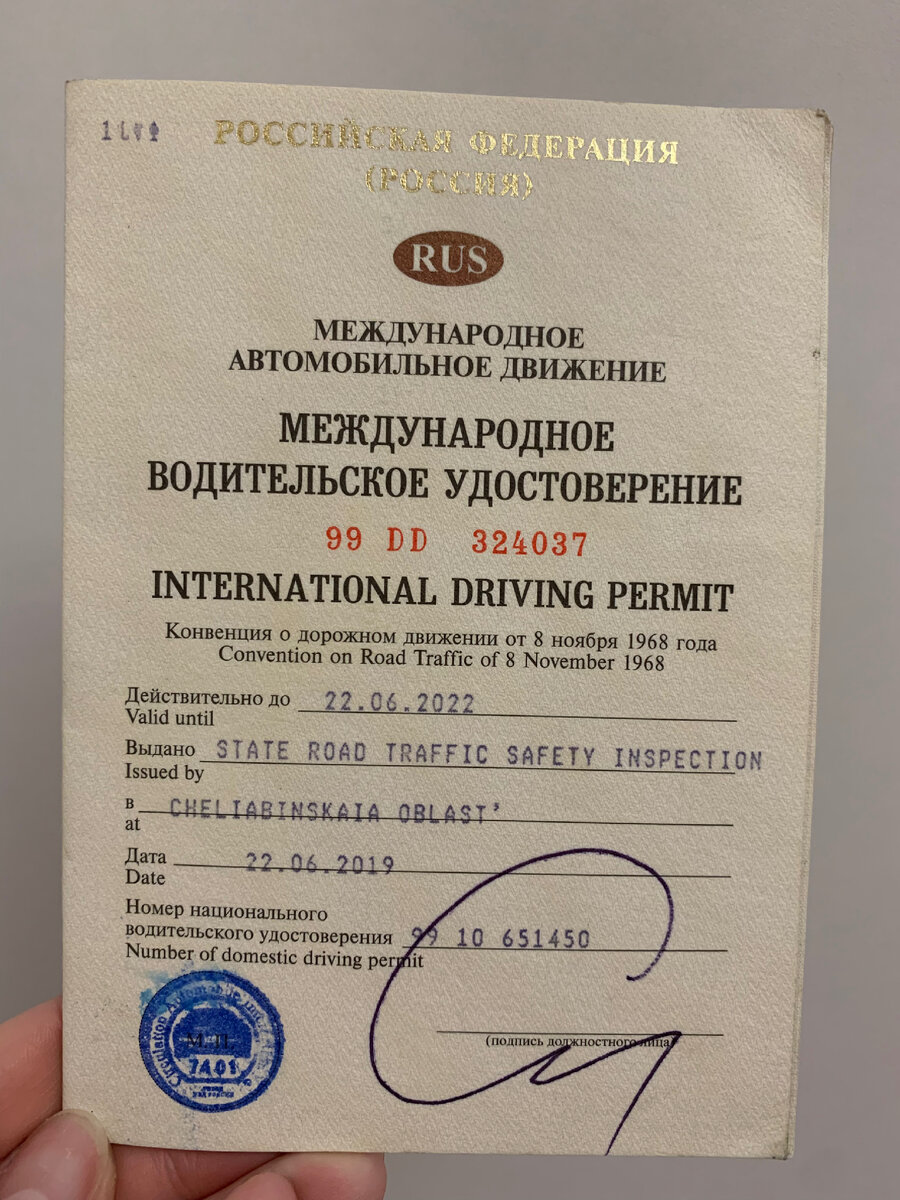 РОССИЙСКАЯ ФЕДЕРАЦИЯ
(РОССИЯ)
RUS
МЕЖДУНАРОДНОЕ
АВТОМОБИЛЬНОЕ ДВИЖЕНИЕ
МЕЖДУНАРОДНОЕ
ВОДИТЕЛЬСКОЕ УДОСТОВЕРЕНИЕ
99 DD 324037
INTERNATIONAL DRIVING PERMIT
Конвенция о дорожном движении от 8 ноября 1968 года
Convention on Road Traffic of 8 November 1968
Действительно до 22.06.2022
Valid until
Выдано STATE ROAD TRAFFIC SAFETY INSPECTION
Issued by
в CHELIABINSKAIA OBLAST'
at
Дата 22.06.2019
Date
Номер национального
водительского удостоверения 99 10 651450
Number of domestic driving permit
М. П.
7401
(подпись должностного лица)